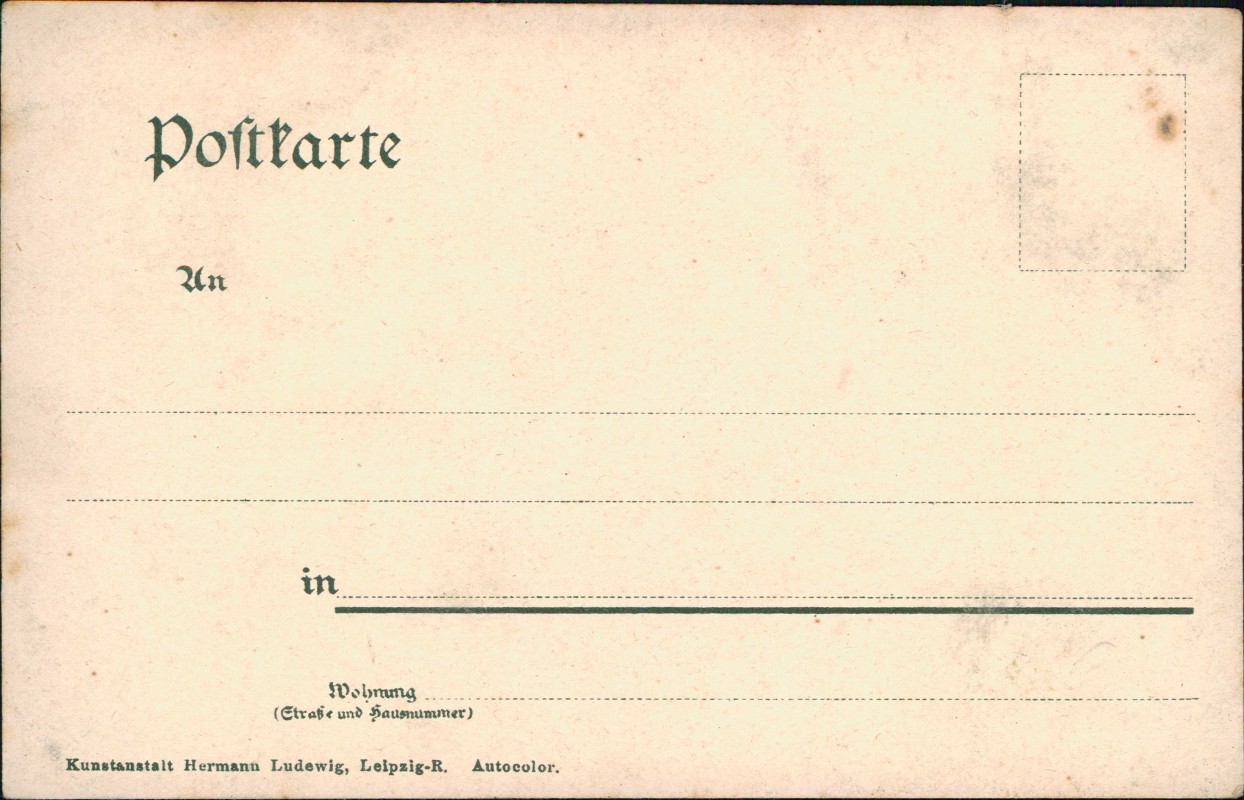 Poſtkarte
An
in
Wohnung
(Straße und Hausnummer)
Kunstanstalt Hermann Ludewig, Leipzig-R. Autocolor.